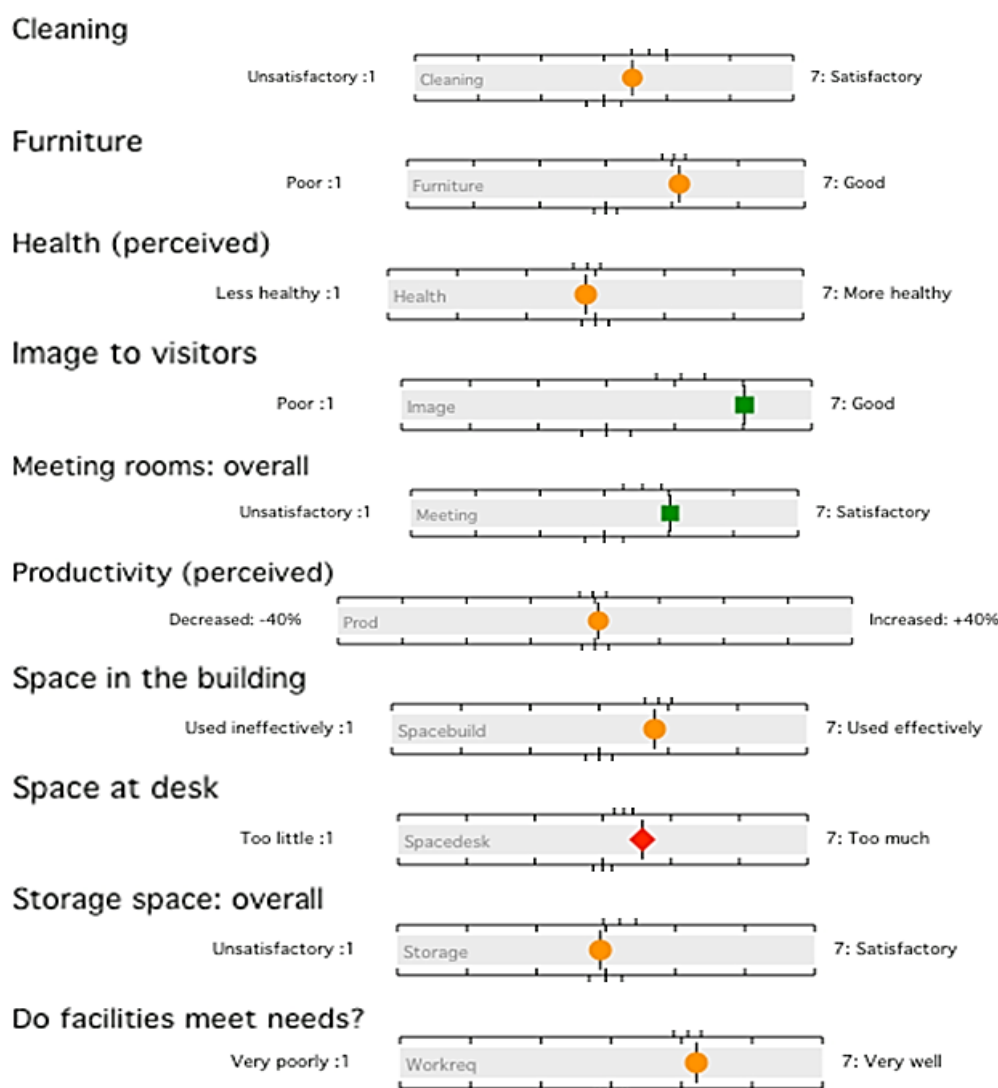 Cleaning
Unsatisfactory :1 Cleaning 7: Satisfactory
Furniture
Poor :1 Furniture 7: Good
Health (perceived)
Less healthy :1 Health 7: More healthy
Image to visitors
Poor :1 Image 7: Good
Meeting rooms: overall
Unsatisfactory :1 Meeting 7: Satisfactory
Productivity (perceived)
Decreased: -40% Prod Increased: +40%
Space in the building
Used ineffectively :1 Spacebuild 7: Used effectively
Space at desk
Too little :1 Spacedesk 7: Too much
Storage space: overall
Unsatisfactory :1 Storage 7: Satisfactory
Do facilities meet needs?
Very poorly :1 Workreq 7: Very well